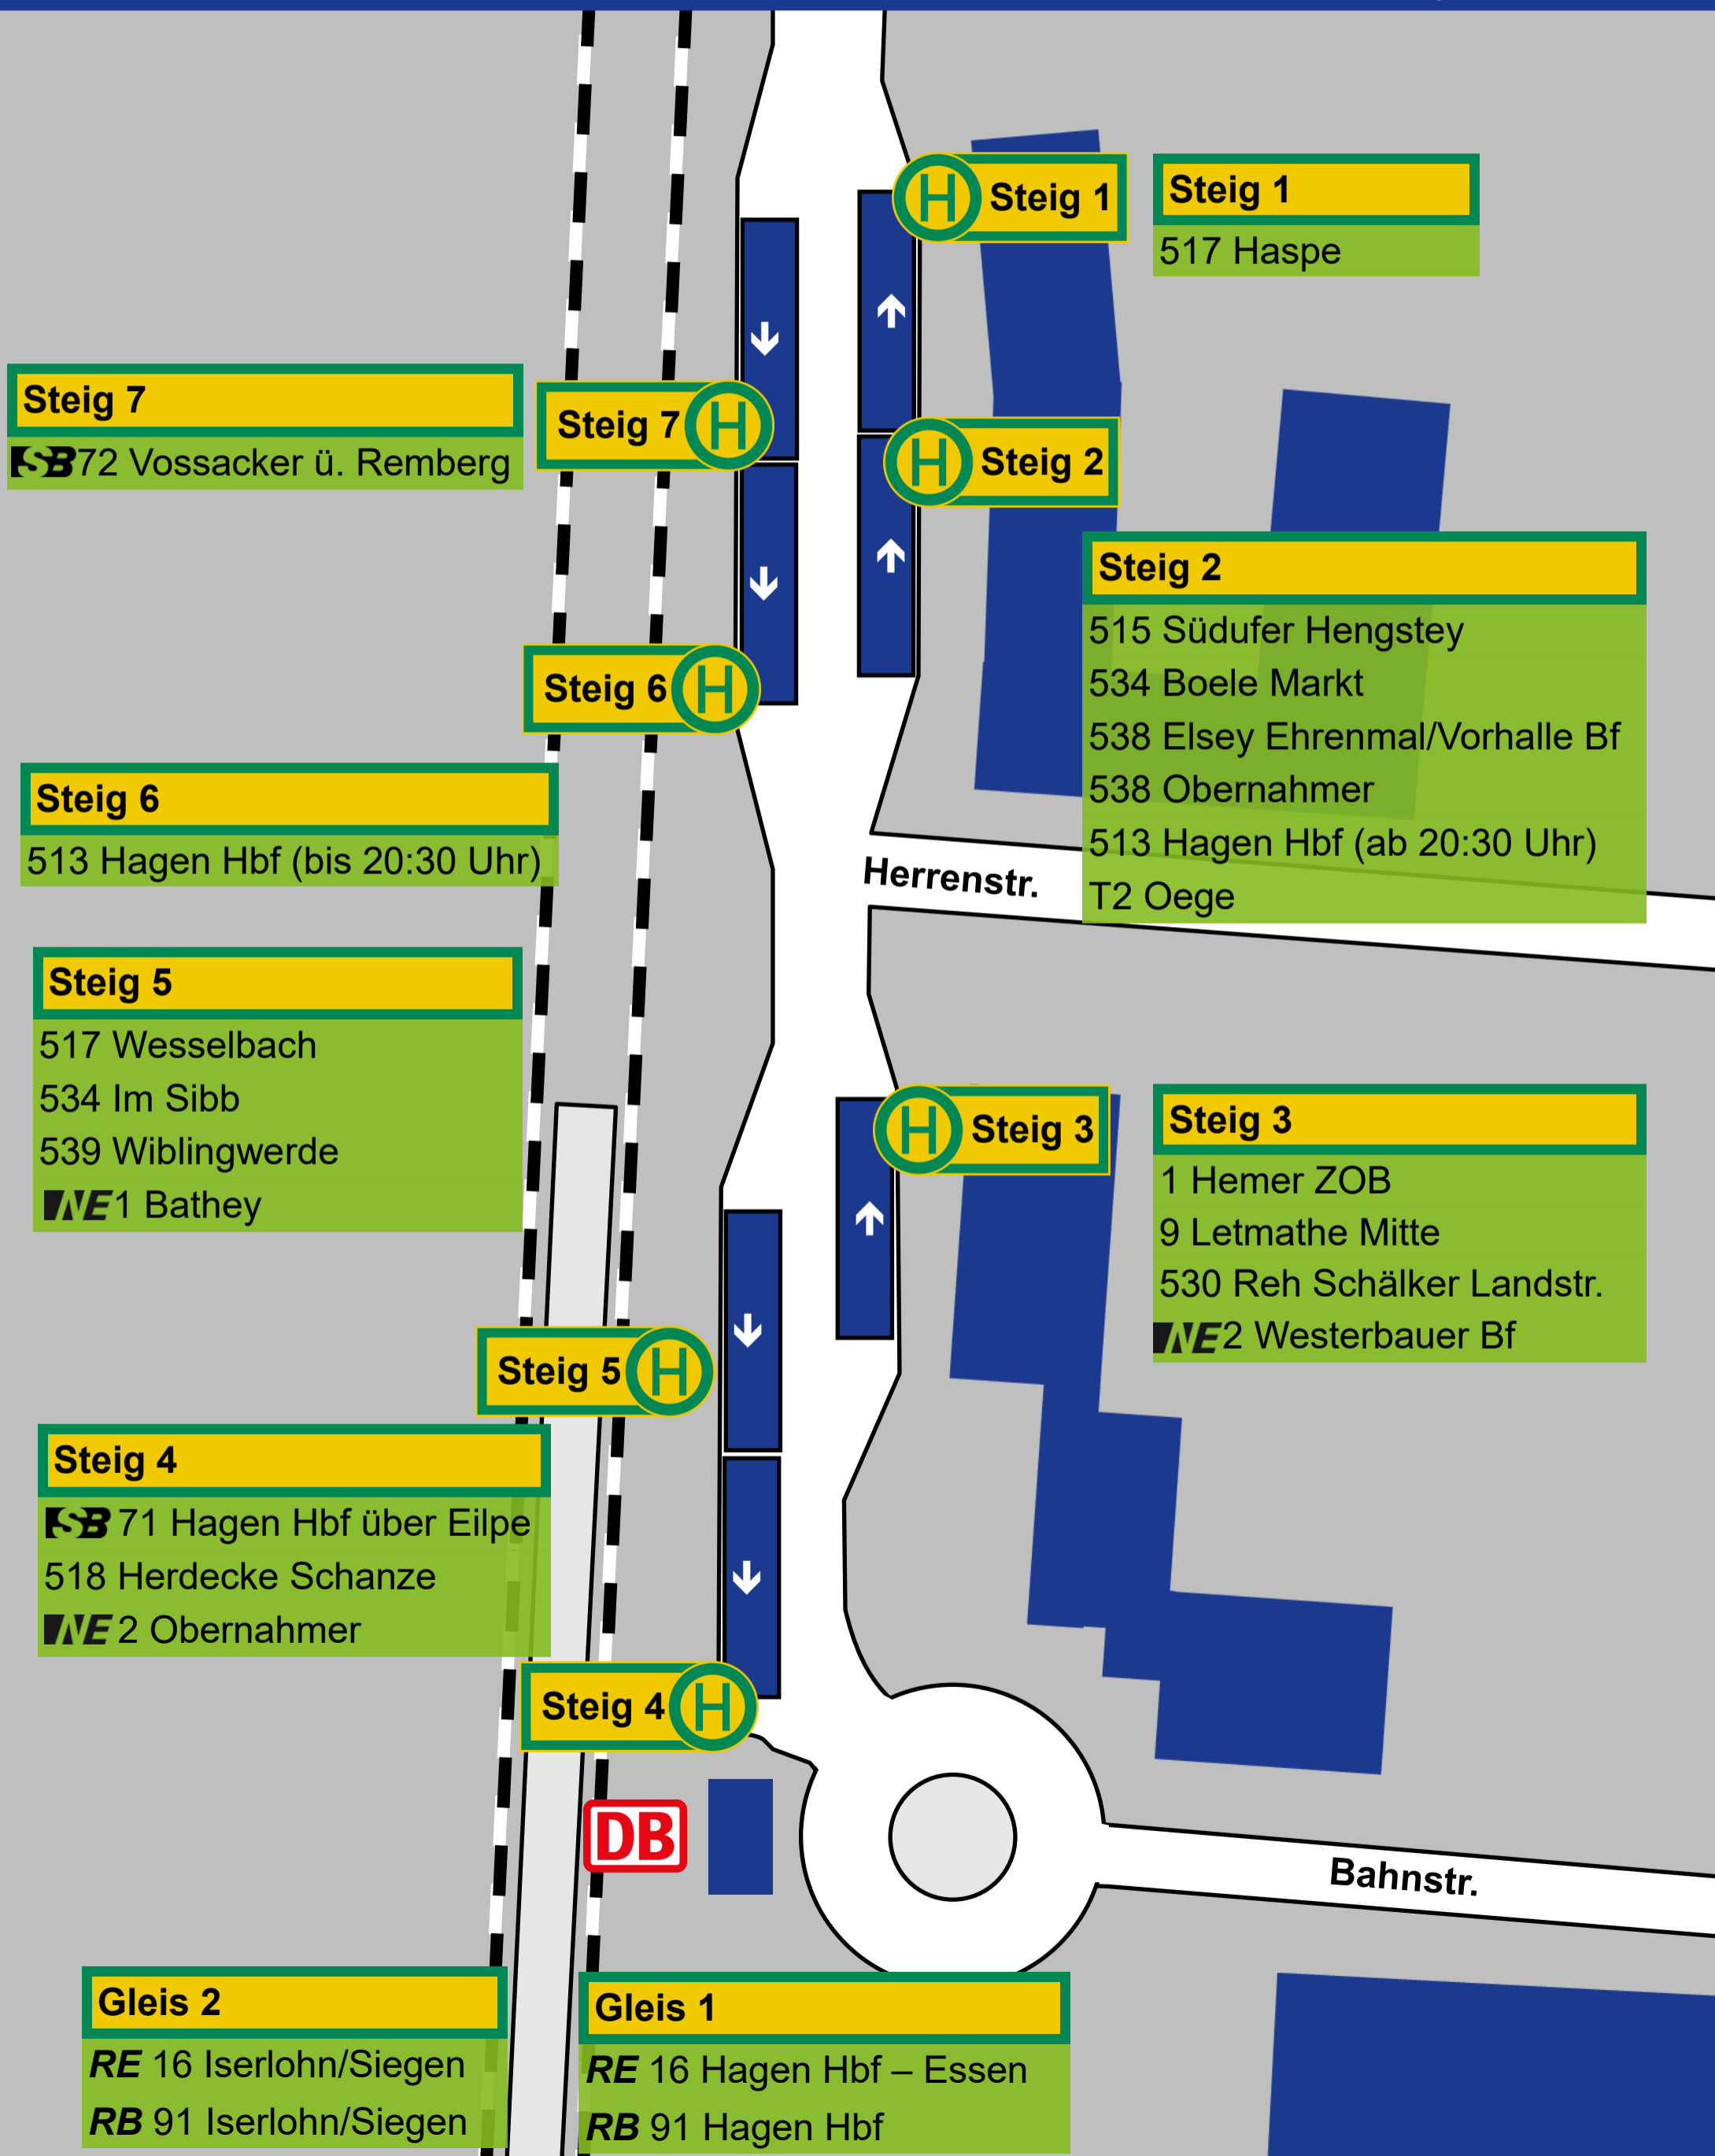 H Steig 1
Steig 1
517 Haspe
Steig 7
SB 72 Vossacker ü. Remberg
Steig 7 H
H Steig 2
Steig 2
515 Südufer Hengstey
534 Boele Markt
538 Elsey Ehrenmal/Vorhalle Bf
538 Obernahmer
513 Hagen Hbf (ab 20:30 Uhr)
T2 Oege
Steig 6 H
Steig 6
513 Hagen Hbf (bis 20:30 Uhr)
Herrenstr.
Steig 5
517 Wesselbach
534 Im Sibb
539 Wiblingwerde
NE 1 Bathey
H Steig 3
Steig 3
1 Hemer ZOB
9 Letmathe Mitte
530 Reh Schälker Landstr.
NE 2 Westerbauer Bf
Steig 5 H
Steig 4
SB 71 Hagen Hbf über Eilpe
518 Herdecke Schanze
NE 2 Obernahmer
Steig 4 H
DB
Bahnstr.
Gleis 2
RE 16 Iserlohn/Siegen
RB 91 Iserlohn/Siegen
Gleis 1
RE 16 Hagen Hbf – Essen
RB 91 Hagen Hbf